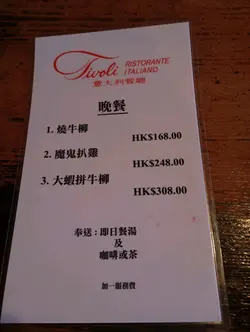 Tivoli RISTORANTE
ITALIANO
意大利餐廳
晚餐
1. 燒牛柳
HK$168.00
2. 魔鬼扒雞
HK$248.00
3. 大蝦拼牛柳
HK$308.00
奉送:即日餐湯
及
咖啡或茶
加一服務費